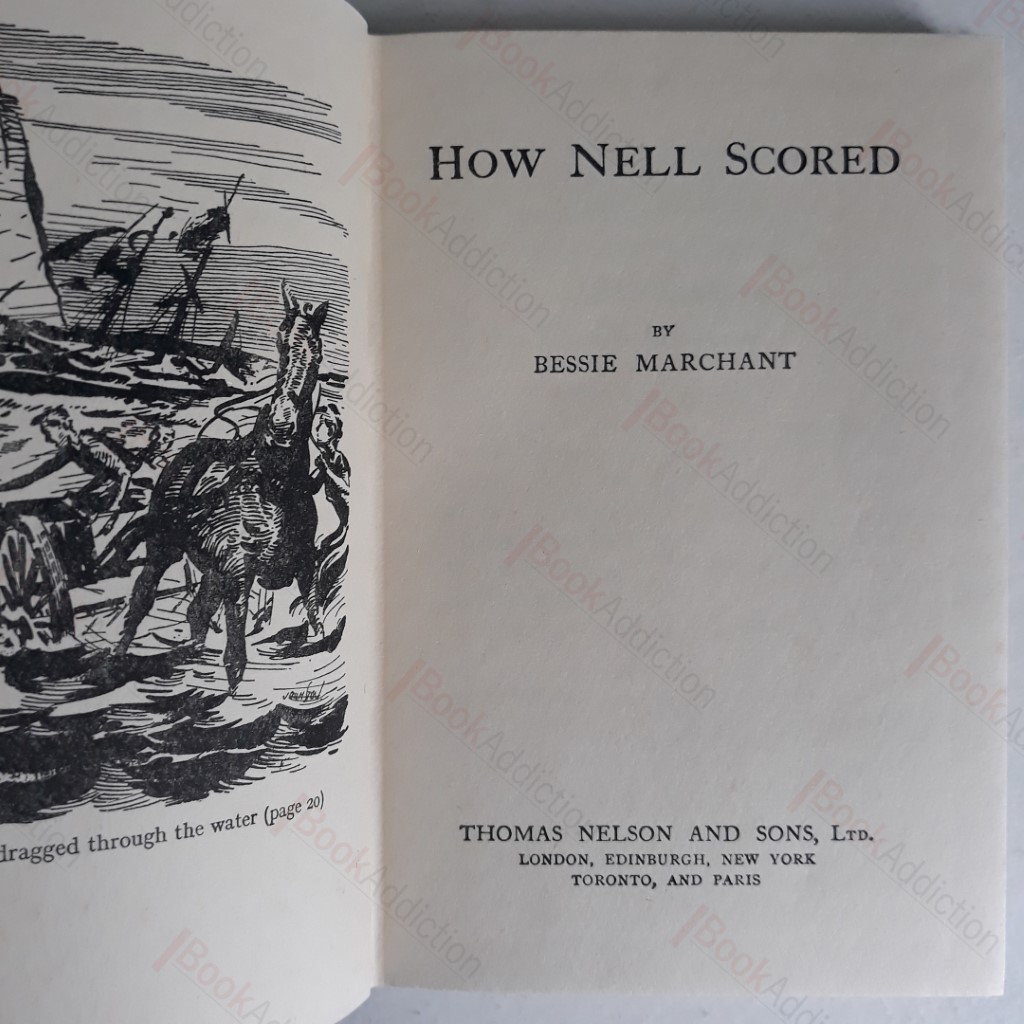 dragged through the water (page 20)
How Nell Scored
BY
BESSIE MARCHANT
THOMAS NELSON AND SONS, Ltd.
LONDON, EDINBURGH, NEW YORK
TORONTO, AND PARIS
BookAddiction